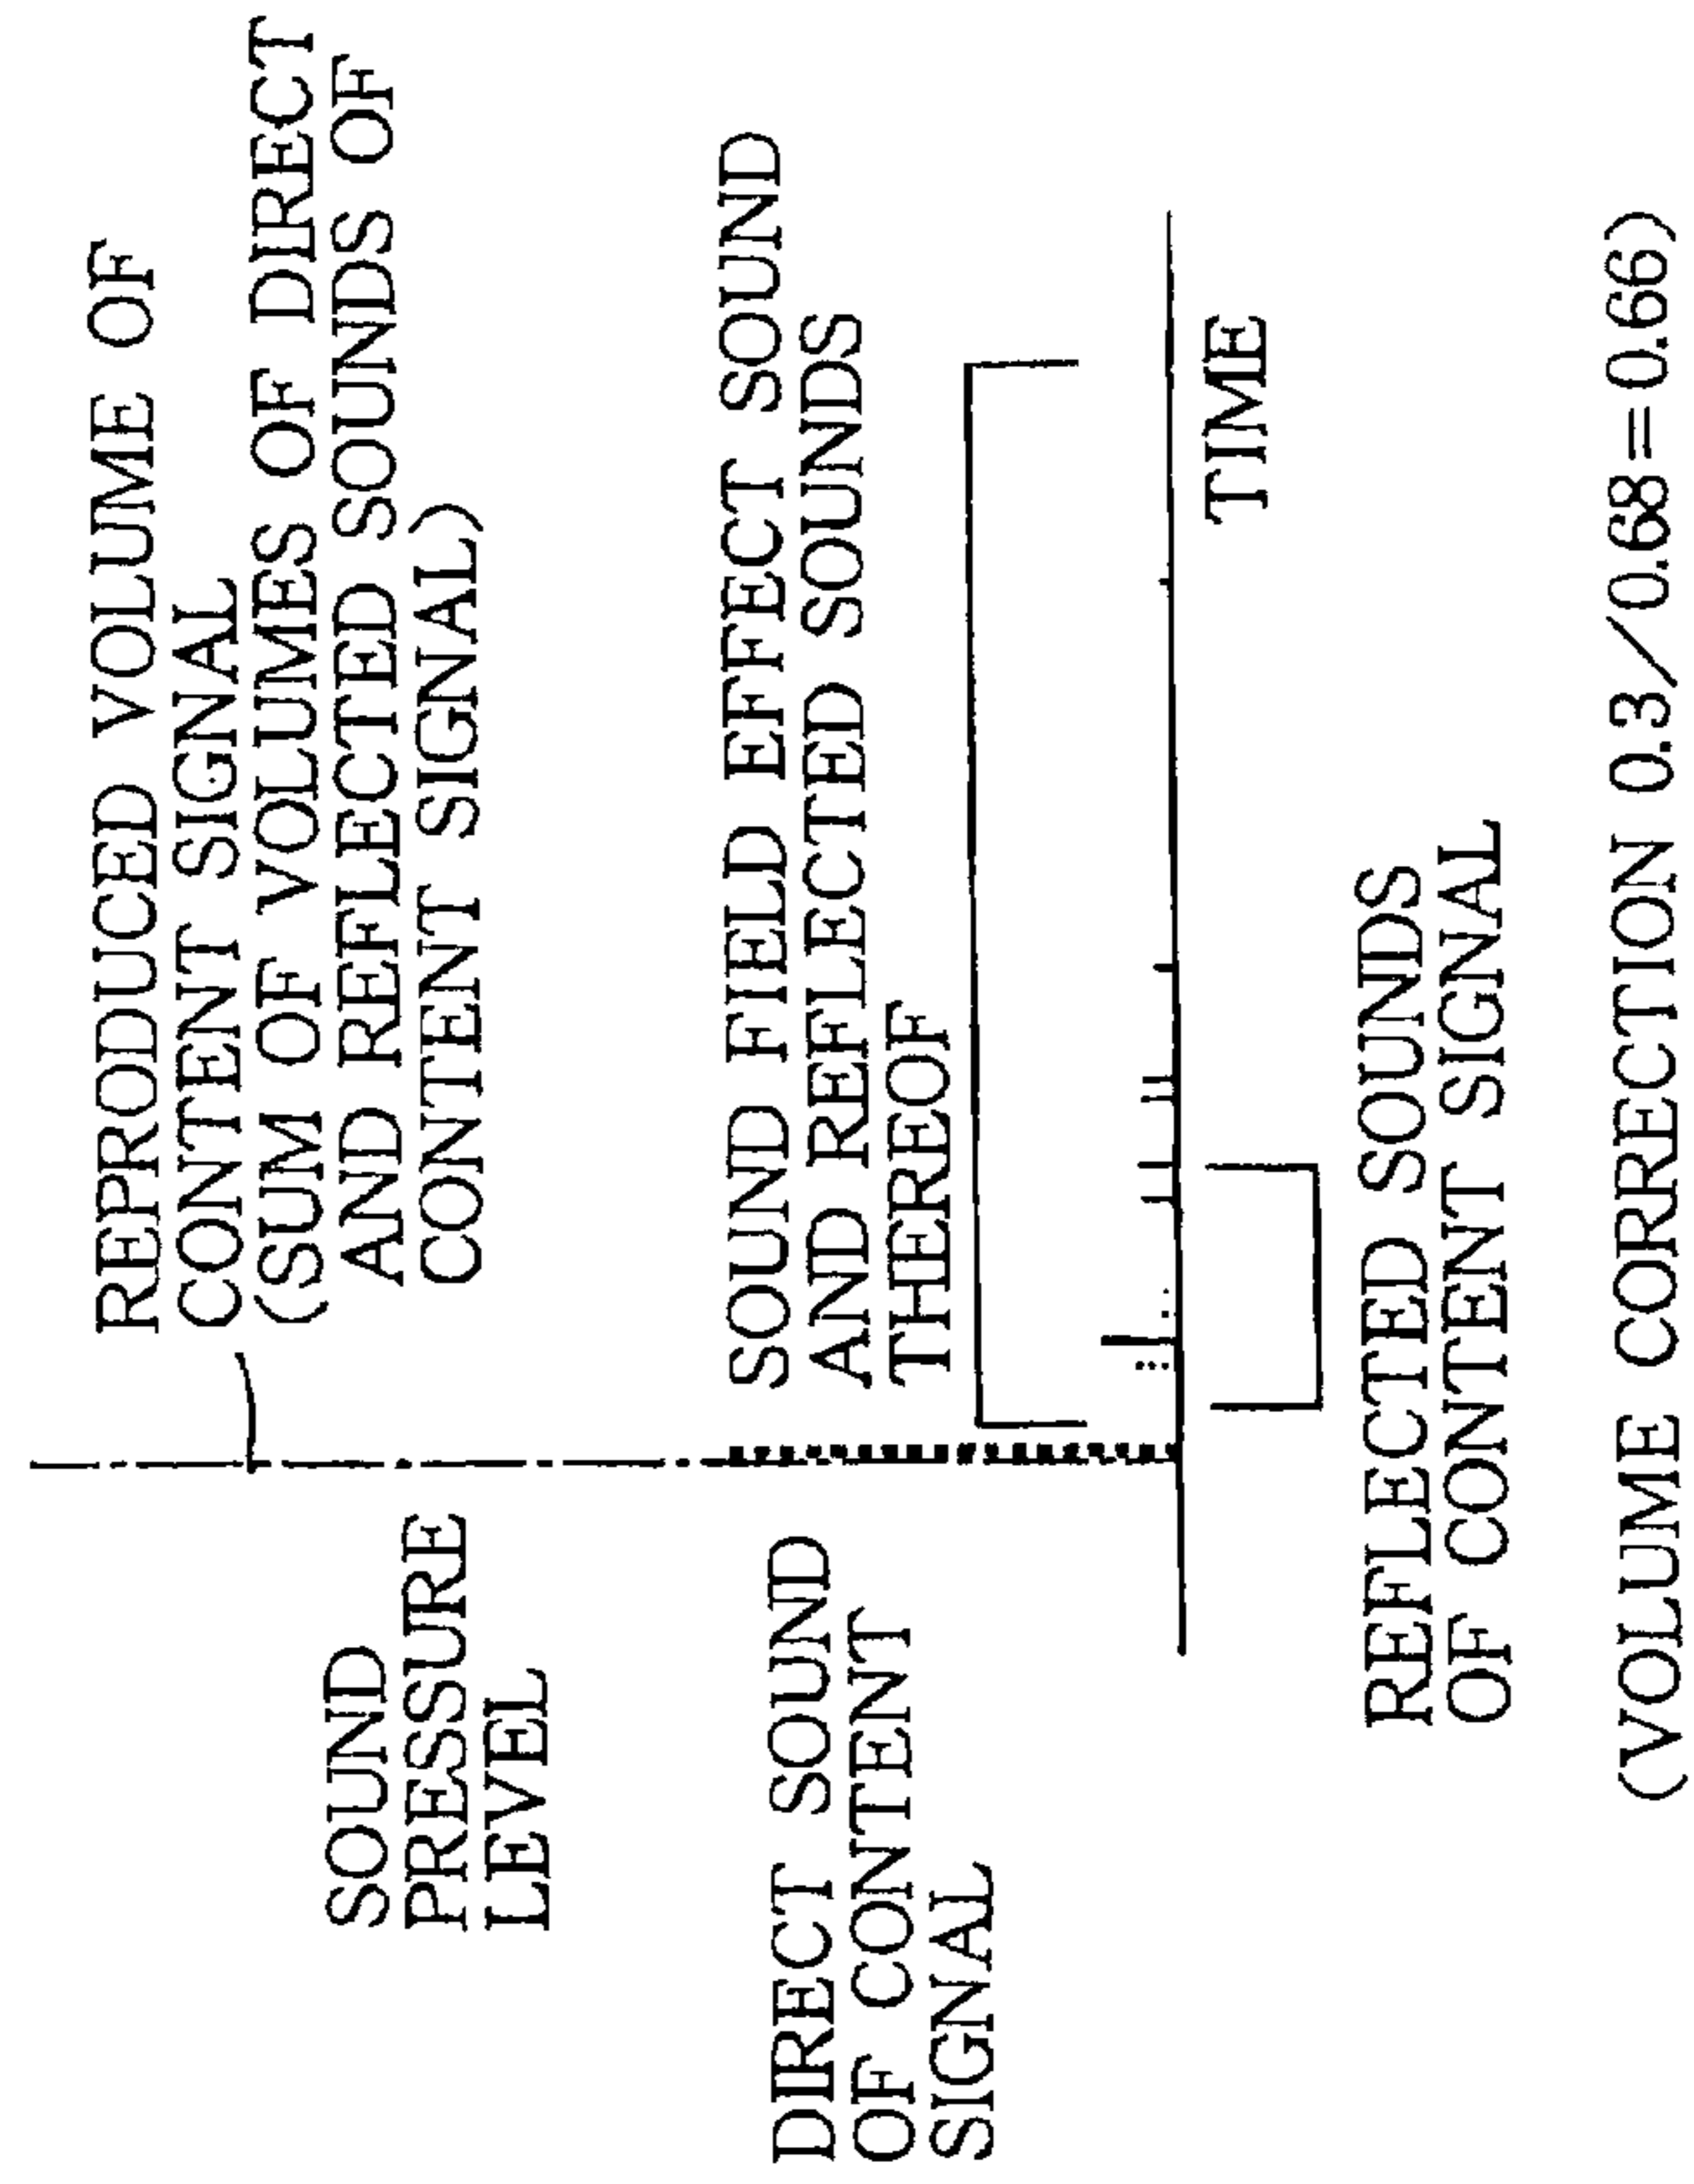 REPRODUCED VOLUME OF
CONTENT SIGNAL
(SUM OF VOLUMES OF DIRECT
AND REFLECTED SOUNDS OF
CONTENT SIGNAL)
SOUND
PRESSURE
LEVEL
SOUND FIELD EFFECT SOUND
AND REFLECTED SOUNDS
THEREOF
DIRECT SOUND
OF CONTENT
SIGNAL
TIME
REFLECTED SOUNDS
OF CONTENT SIGNAL
(VOLUME CORRECTION 0.3/0.68=0.66)